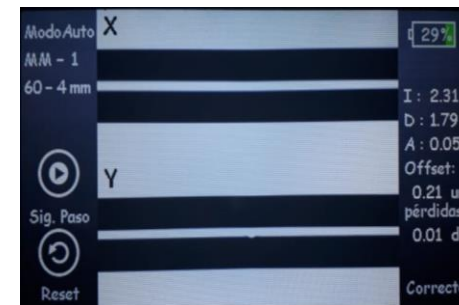 Modo Auto
MM - 1
60 - 4 mm
Sig. Paso
Reset
X
Y
29%
I : 2.31
D : 1.79
A : 0.05
Offset:
0.21 u
pérdidas
0.01 d
Correct